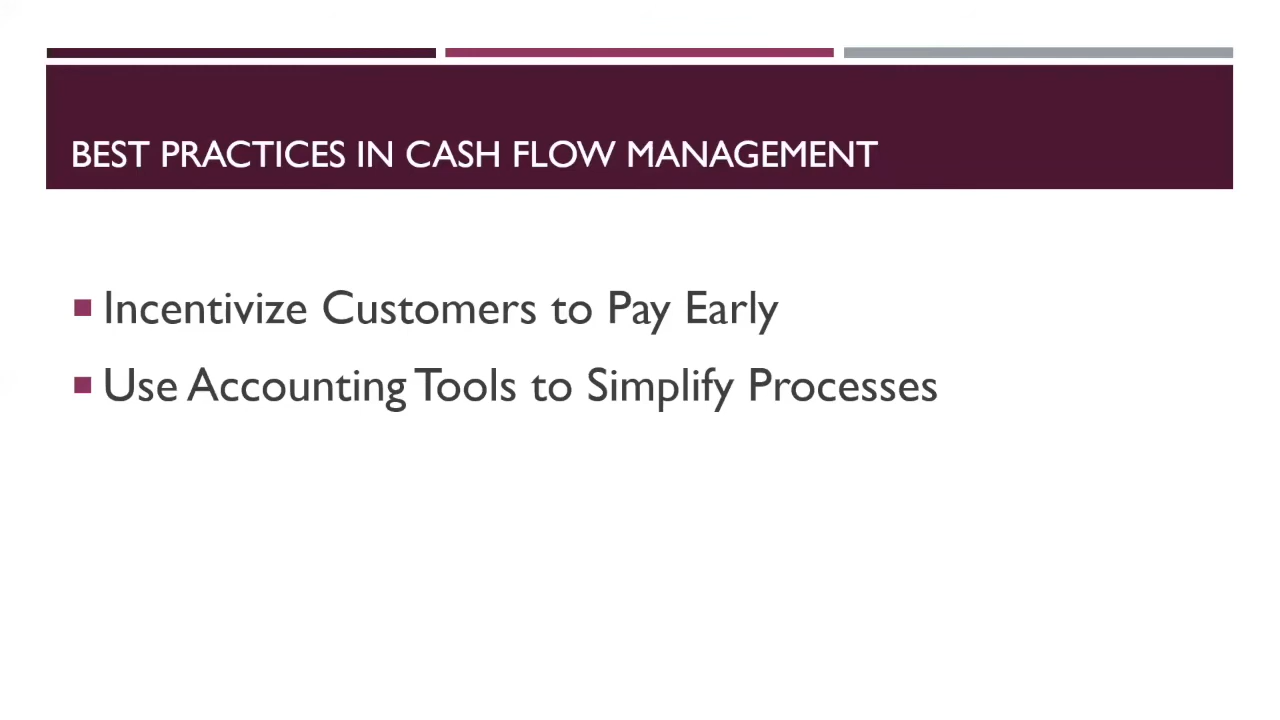 BEST PRACTICES IN CASH FLOW MANAGEMENT
Incentivize Customers to Pay Early
Use Accounting Tools to Simplify Processes